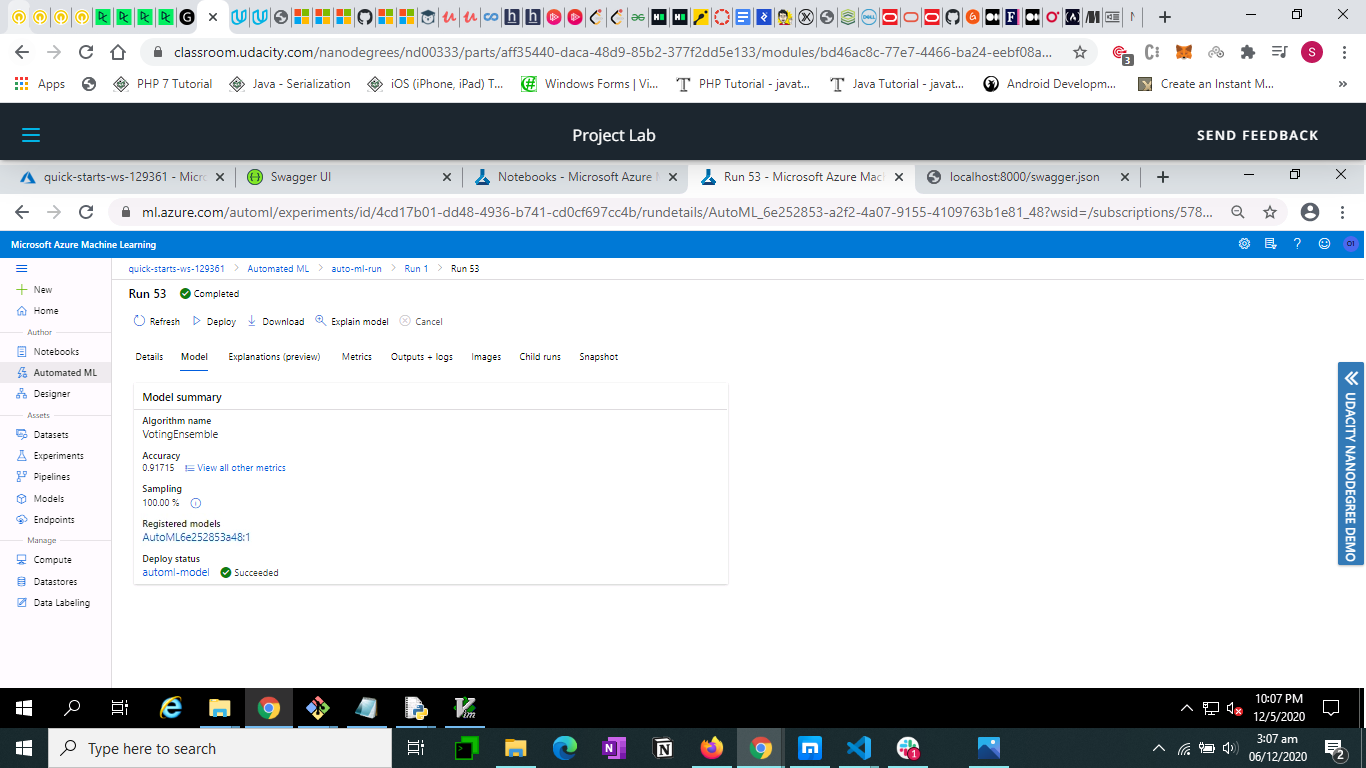 classroom.udacity.com/nanodegrees/nd00333/parts/aff35440-daca-48d9-85b2-377f2dd5e133/modules/bd46ac8c-77e7-4466-ba24-eebf08a...
3
S
Apps
PHP 7 Tutorial
Java - Serialization
iOS (iPhone, iPad) T...
Windows Forms | Vi...
PHP Tutorial - javat...
Java Tutorial - javat...
Android Developm...
Create an Instant M...
»
Project Lab
SEND FEEDBACK
quick-starts-ws-129361 - Micro
Swagger UI
Notebooks - Microsoft Azure M
Run 53 - Microsoft Azure Mach
localhost:8000/swagger.json
ml.azure.com/automl/experiments/id/4cd17b01-dd48-4936-b741-cd0cf697cc4b/rundetails/AutoML_6e252853-a2f2-4a07-9155-4109763b1e81_48?wsid=/subscriptions/578...
Microsoft Azure Machine Learning
quick-starts-ws-129361 > Automated ML > auto-ml-run > Run 1 > Run 53
New
Home
Author
Notebooks
Automated ML
Designer
Assets
Datasets
Experiments
Pipelines
Models
Endpoints
Manage
Compute
Datastores
Data Labeling
Run 53 Completed
Refresh Deploy Download Explain model Cancel
Details Model Explanations (preview) Metrics Outputs + logs Images Child runs Snapshot
Model summary
Algorithm name
VotingEnsemble
Accuracy
0.91715 View all other metrics
Sampling
100.00 %
Registered models
AutoML6e252853a48:1
Deploy status
automl-model Succeeded
UDACITY NANODEGREE DEMO
10:07 PM
12/5/2020
Type here to search
3:07 am
06/12/2020
2
1